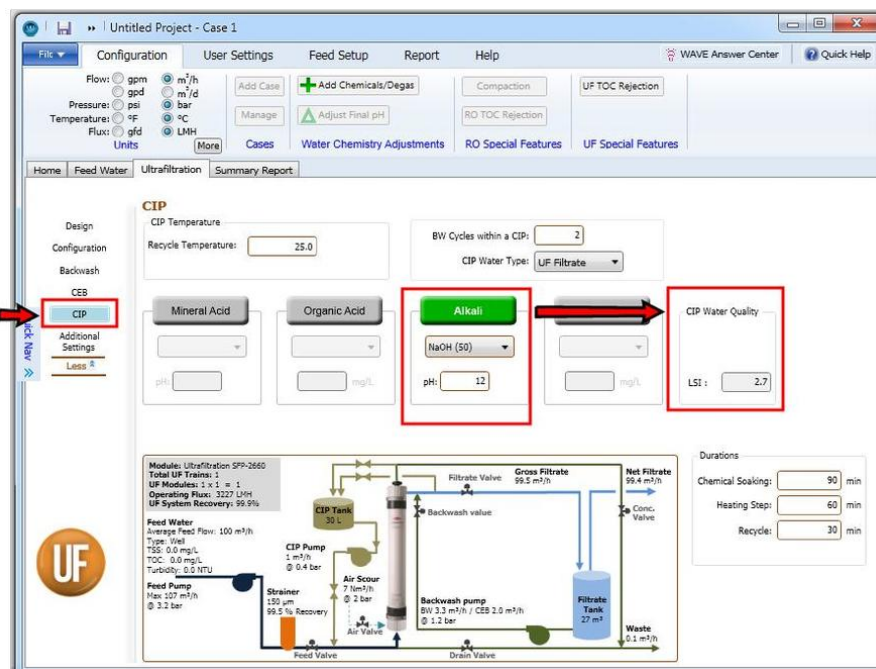 Untitled Project - Case 1
File
Configuration
User Settings
Feed Setup
Report
Help
WAVE Answer Center
Quick Help
Flow: gpm m³/h
gpd m³/d
Pressure: psi bar
Temperature: ºF ºC
Flux: gfd LMH
Units
More
Add Case
Manage
Cases
Add Chemicals/Degas
Adjust Final pH
Water Chemistry Adjustments
Compaction
RO TOC Rejection
RO Special Features
UF TOC Rejection
UF Special Features
Home
Feed Water
Ultrafiltration
Summary Report
Design
Configuration
Backwash
CEB
CIP
Additional
Settings
Less
ick Nav
CIP
CIP Temperature
Recycle Temperature: 25.0
BW Cycles within a CIP: 2
CIP Water Type: UF Filtrate
Mineral Acid
pH:
Organic Acid
mg/L
Alkali
NaOH (50)
pH: 12
mg/L
CIP Water Quality
LSI : 2.7
Module: Ultrafiltration SFP-2660
Total UF Trains: 1
UF Modules: 1 x 1 = 1
Operating Flux: 3227 LMH
UF System Recovery: 99.9%
Feed Water
Average Feed Flow: 100 m³/h
Type: Well
TSS: 0.0 mg/L
TOC: 0.0 mg/L
Turbidity: 0.0 NTU
Feed Pump
Max 107 m³/h
@ 3.2 bar
Strainer
150 µm
99.5 % Recovery
CIP Tank
30 L
CIP Pump
1 m³/h
@ 0.4 bar
Air Scour
7 Nm³/h
@ 2 bar
Air Valve
Feed Valve
Filtrate Valve
Backwash value
Gross Filtrate
99.5 m³/h
Net Filtrate
99.4 m³/h
Conc.
Valve
Backwash pump
BW 3.3 m³/h / CEB 2.0 m³/h
@ 1.2 bar
Filtrate
Tank
27 m³
Waste
0.1 m³/h
Drain Valve
UF
Durations
Chemical Soaking: 90 min
Heating Step: 60 min
Recycle: 30 min